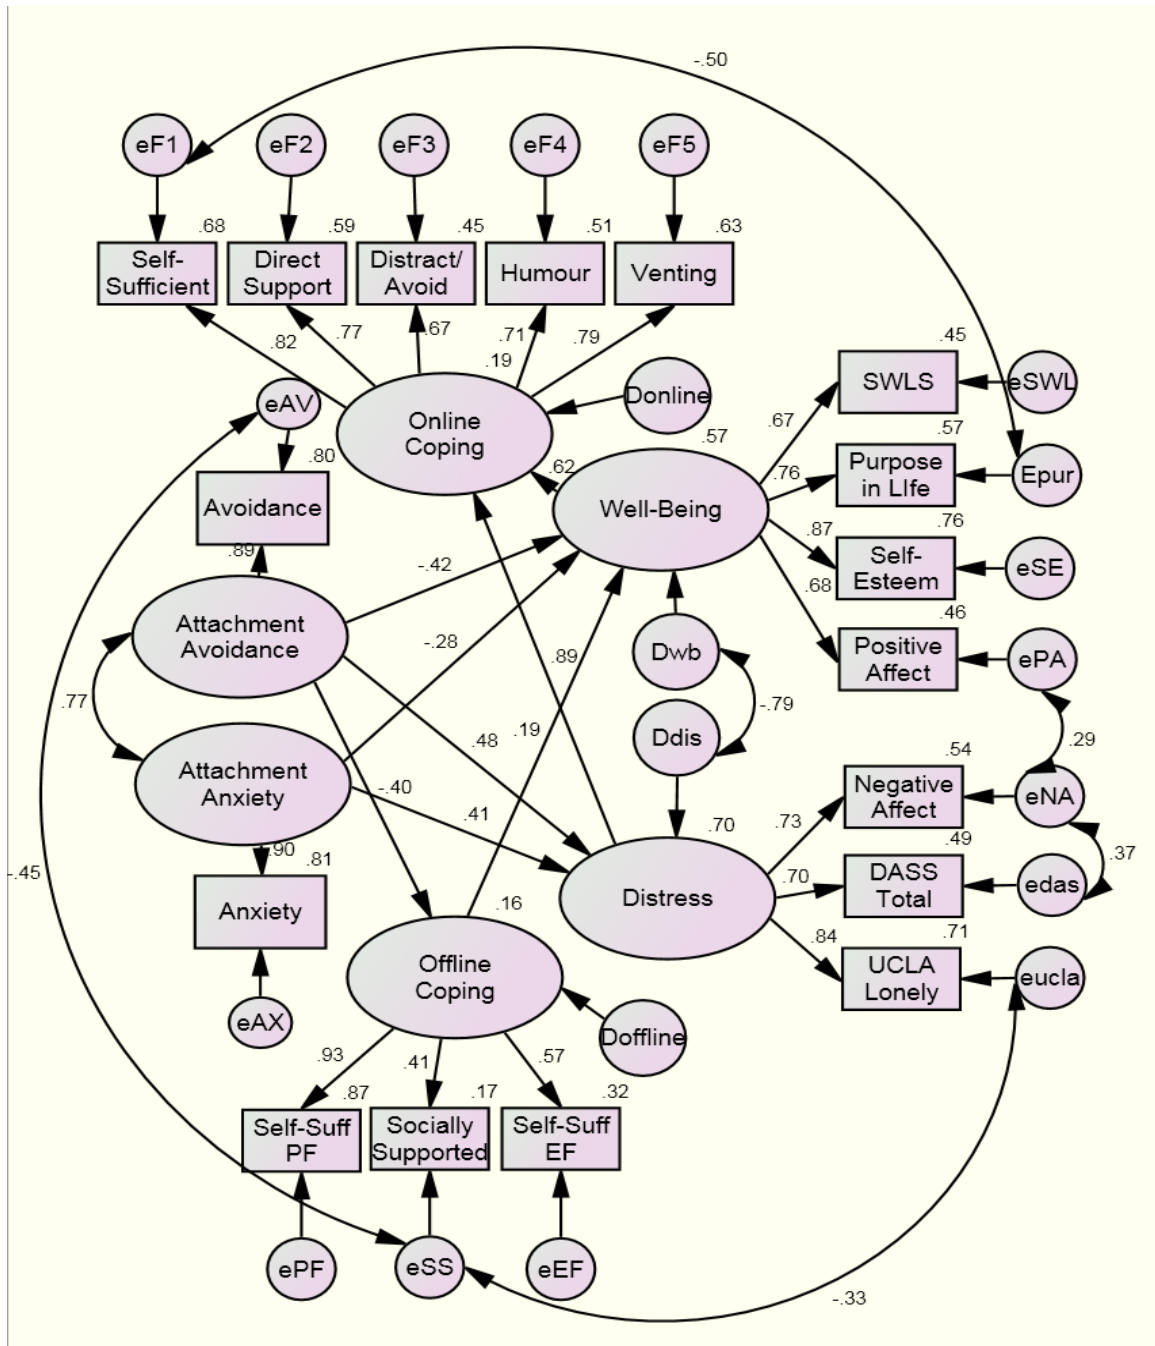 -.50
eF1 eF2 eF3 eF4 eF5
.68 .59 .45 .51 .63
Self-
Sufficient
Direct
Support
Distract/
Avoid
Humour
Venting
.82 .77 .67 .71 .79
.19
eAV
Online
Coping
Donline
.45
SWLS
eSWL
.67
.57
.57
.80
Avoidance
.62
Well-Being
.76
Purpose
in LIfe
Epur
.76
.87
Self-
Esteem
eSE
.89
-.42
.68
.46
Attachment
Avoidance
-.28
.89
Dwb
Positive
Affect
ePA
.77
-.79
Ddis
.48
.19
.29
.54
Attachment
Anxiety
-.40
.41
.70
.73
Negative
Affect
eNA
.49
.37
.90
.81
-.45
Anxiety
.16
Distress
.70
DASS
Total
edas
.84
.71
Offline
Coping
UCLA
Lonely
eucla
eAX
Doffline
.93 .41 .57
.87 .17 .32
Self-Suff
PF
Socially
Supported
Self-Suff
EF
ePF eSS eEF
-.33